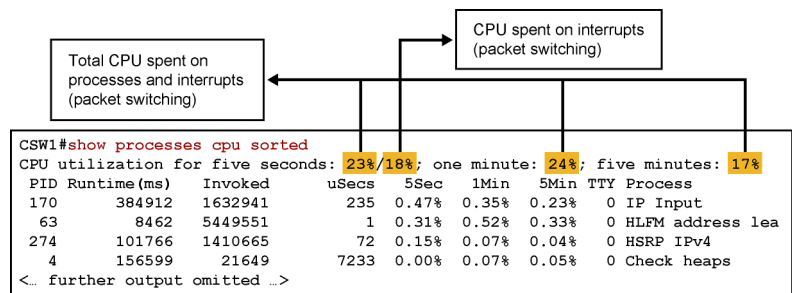 CPU spent on interrupts
(packet switching)
Total CPU spent on
processes and interrupts
(packet switching)
CSW1#show processes cpu sorted
CPU utilization for five seconds: 23%/18%; one minute: 24%; five minutes: 17%
PID Runtime(ms) Invoked uSecs 5Sec 1Min 5Min TTY Process
170 384912 1632941 235 0.47% 0.35% 0.23% 0 IP Input
63 8462 5449551 1 0.31% 0.52% 0.33% 0 HLFM address lea
274 101766 1410665 72 0.15% 0.07% 0.04% 0 HSRP IPv4
4 156599 21649 7233 0.00% 0.07% 0.05% 0 Check heaps
<… further output omitted …>